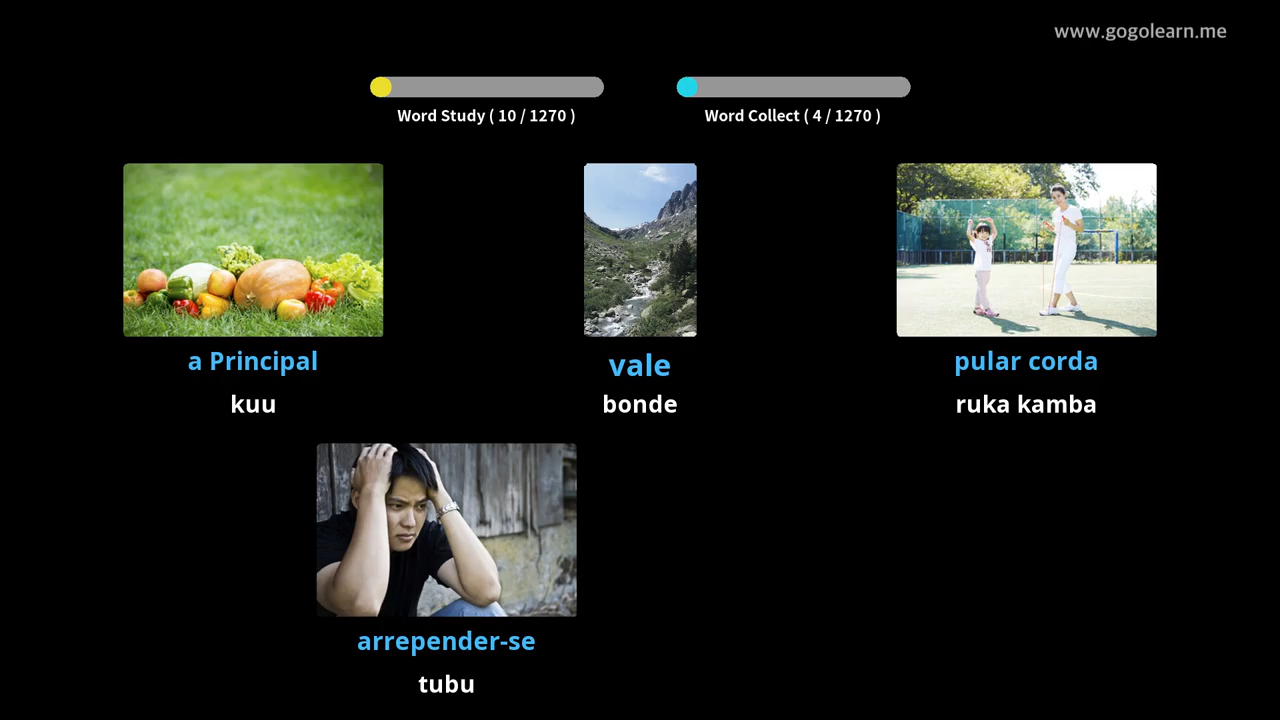 www.gogolearn.me
Word Study ( 10 / 1270 )
Word Collect ( 4 / 1270 )
a Principal
kuu
vale
bonde
pular corda
ruka kamba
arrepender-se
tubu